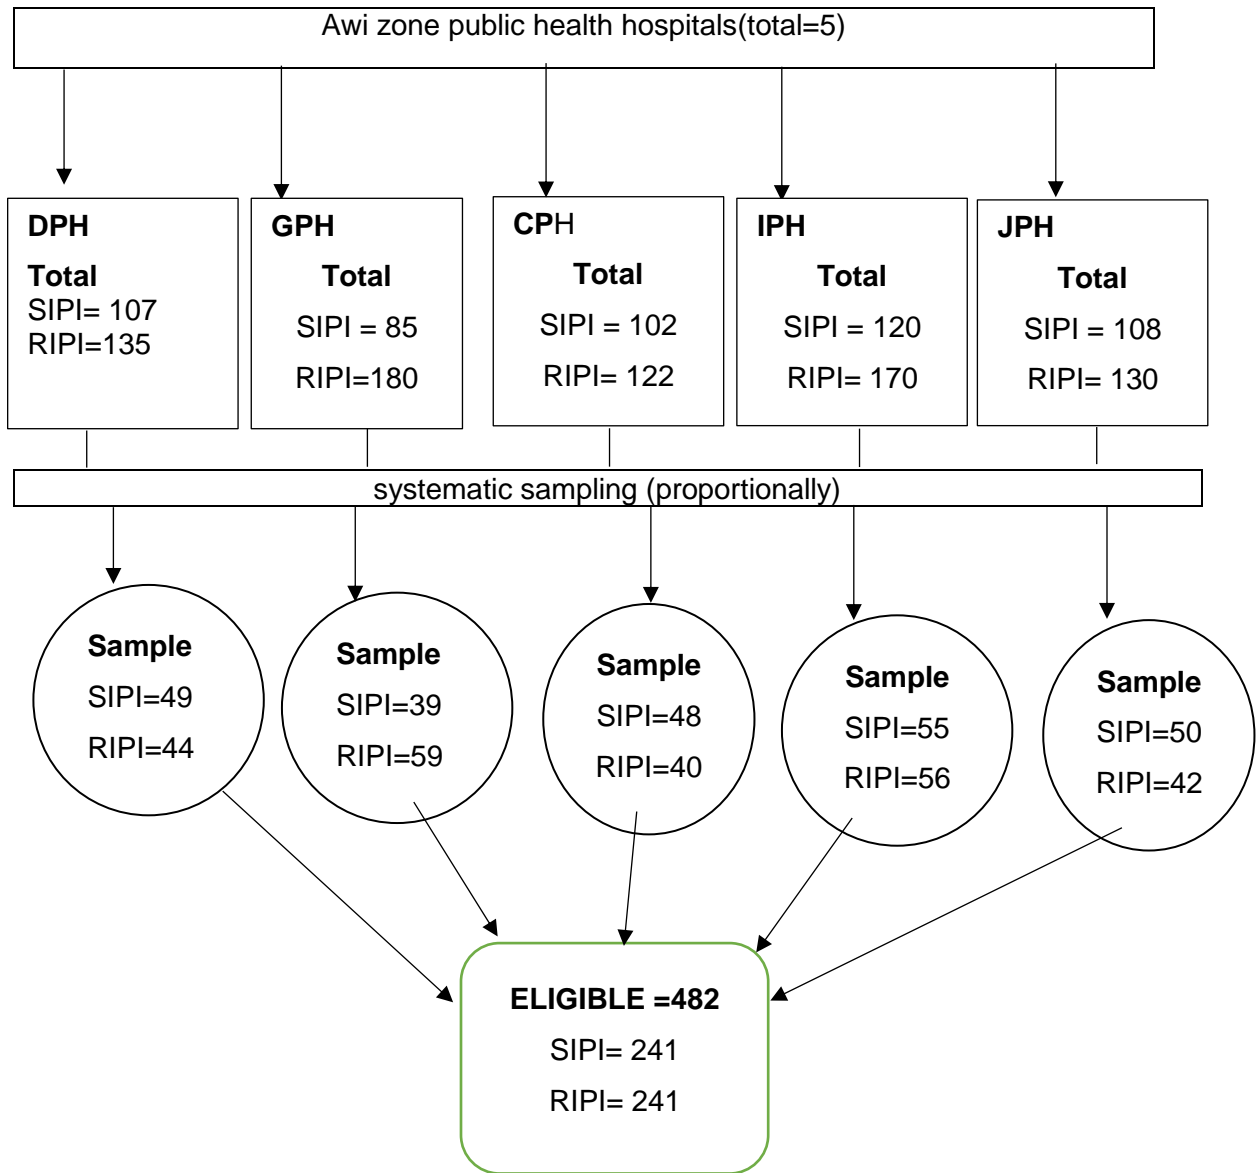 Awi zone public health hospitals(total=5)
DPH
Total
SIPI= 107
RIPI=135
GPH
Total
SIPI = 85
RIPI=180
CPH
Total
SIPI = 102
RIPI= 122
IPH
Total
SIPI = 120
RIPI= 170
JPH
Total
SIPI = 108
RIPI= 130
systematic sampling (proportionally)
Sample
SIPI=49
RIPI=44
Sample
SIPI=39
RIPI=59
Sample
SIPI=48
RIPI=40
Sample
SIPI=55
RIPI=56
Sample
SIPI=50
RIPI=42
ELIGIBLE =482
SIPI= 241
RIPI= 241